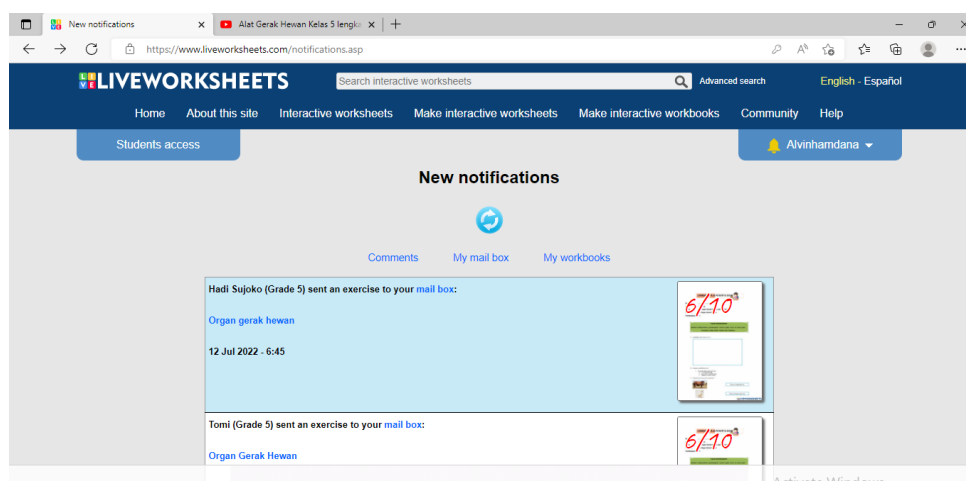 New notifications
Alat Gerak Hewan Kelas 5 lengka
https://www.liveworksheets.com/notifications.asp
LIVEWORKSHEETS
Search interactive worksheets
Advanced search
English - Español
Home About this site Interactive worksheets Make interactive worksheets Make interactive workbooks Community Help
Students access
Alvinhamdana
New notifications
Comments My mail box My workbooks
Hadi Sujoko (Grade 5) sent an exercise to your mail box:
6/10
Organ gerak hewan
12 Jul 2022 - 6:45
Tomi (Grade 5) sent an exercise to your mail box:
6/10
Organ Gerak Hewan